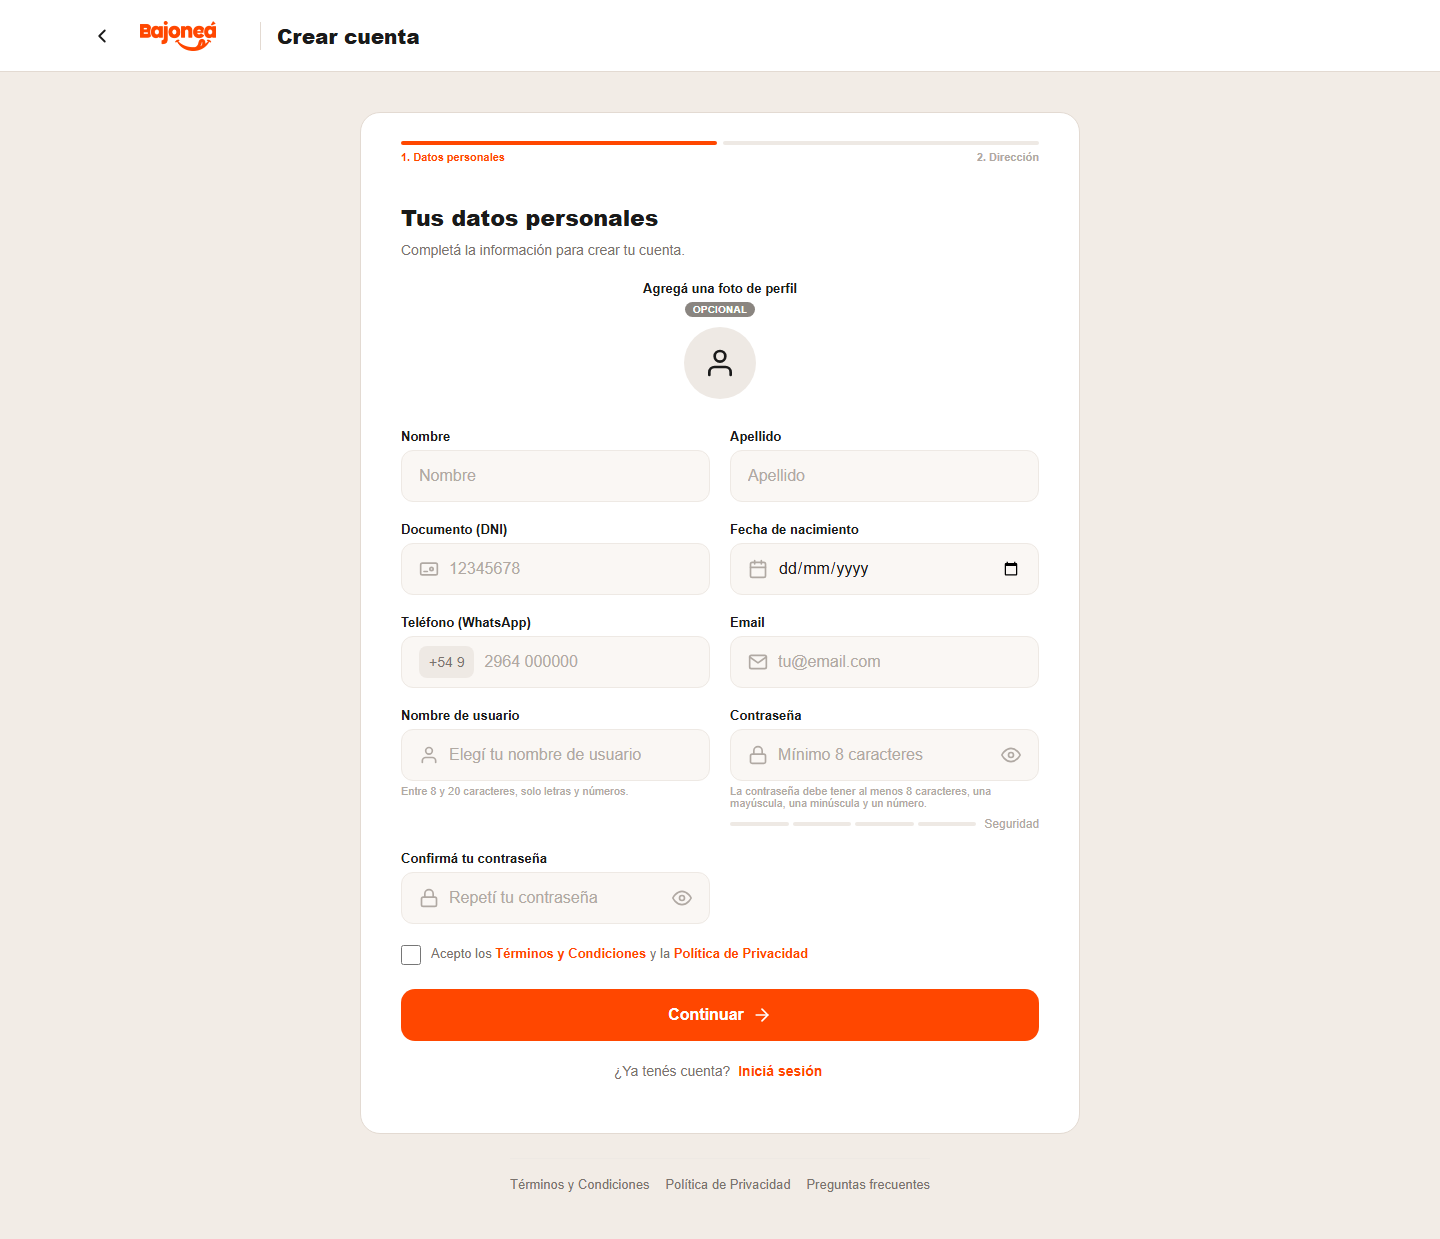 Bajoneá
Crear cuenta
1. Datos personales
2. Dirección
Tus datos personales
Completá la información para crear tu cuenta.
Agregá una foto de perfil
OPCIONAL
Nombre
Apellido
Nombre
Apellido
Documento (DNI)
Fecha de nacimiento
12345678
dd/mm/yyyy
Teléfono (WhatsApp)
Email
+54 9
2964 000000
tu@email.com
Nombre de usuario
Contraseña
Elegí tu nombre de usuario
Mínimo 8 caracteres
Entre 8 y 20 caracteres, solo letras y números.
La contraseña debe tener al menos 8 caracteres, una
mayúscula, una minúscula y un número.
Seguridad
Confirmá tu contraseña
Repetí tu contraseña
Acepto los Términos y Condiciones y la Política de Privacidad
Continuar
¿Ya tenés cuenta? Iniciá sesión
Términos y Condiciones
Política de Privacidad
Preguntas frecuentes